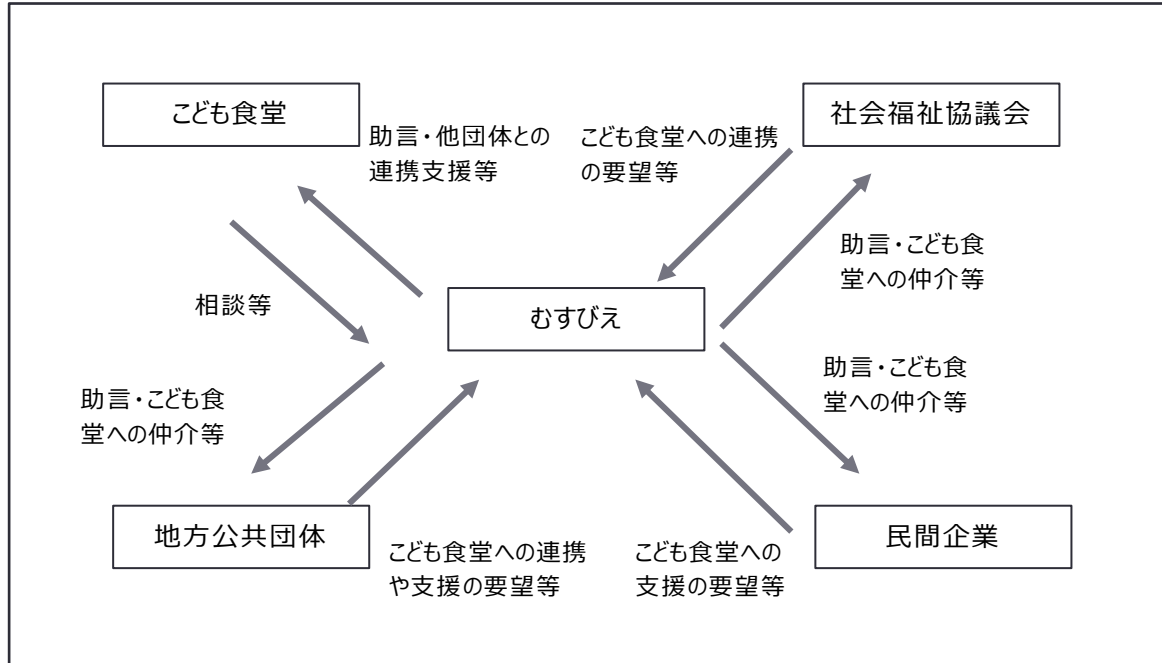 こども食堂
社会福祉協議会
助言・他団体との
連携支援等
こども食堂への連携
の要望等
助言・こども食
堂への仲介等
相談等
むすびえ
助言・こども食
堂への仲介等
助言・こども食
堂への仲介等
地方公共団体
民間企業
こども食堂への連携
や支援の要望等
こども食堂への
支援の要望等